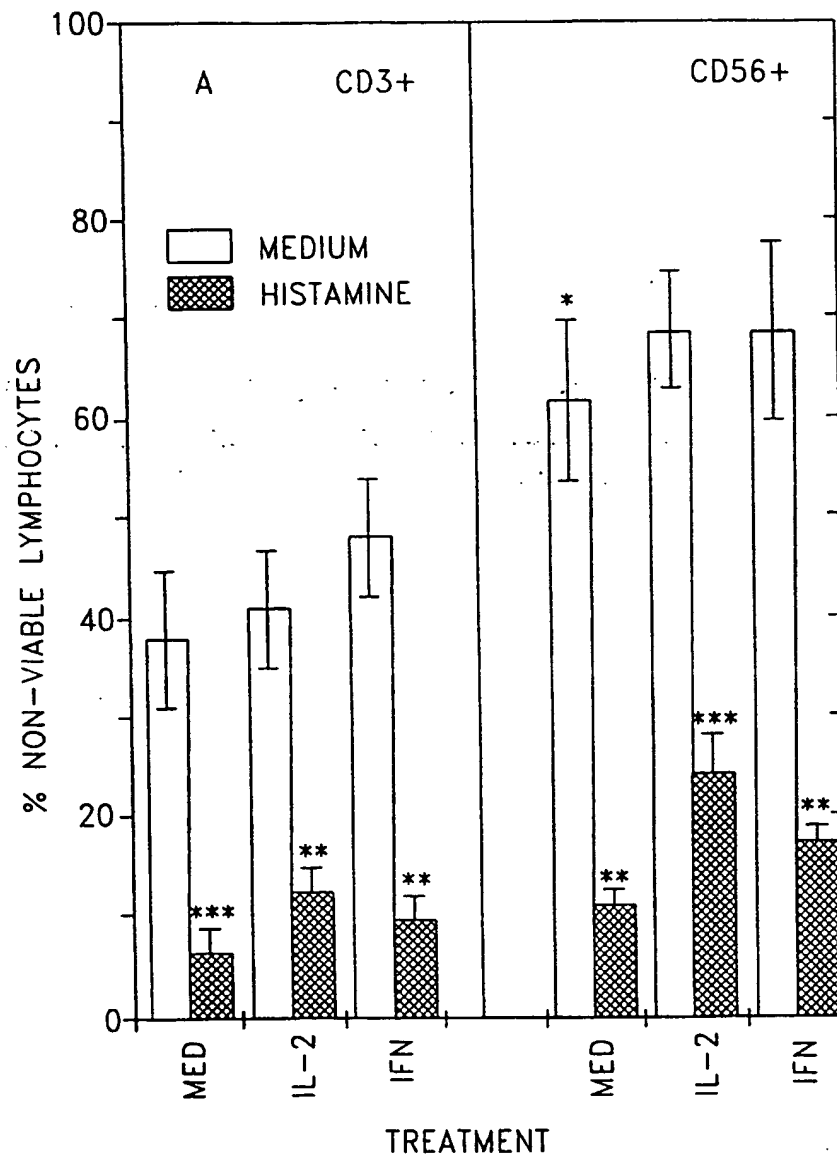 100
A CD3+ CD56+
80
MEDIUM
HISTAMINE
*
% NON-VIABLE LYMPHOCYTES
60
40
***
20
**
**
**
**
***
0
MED IL-2 IFN MED IL-2 IFN
TREATMENT